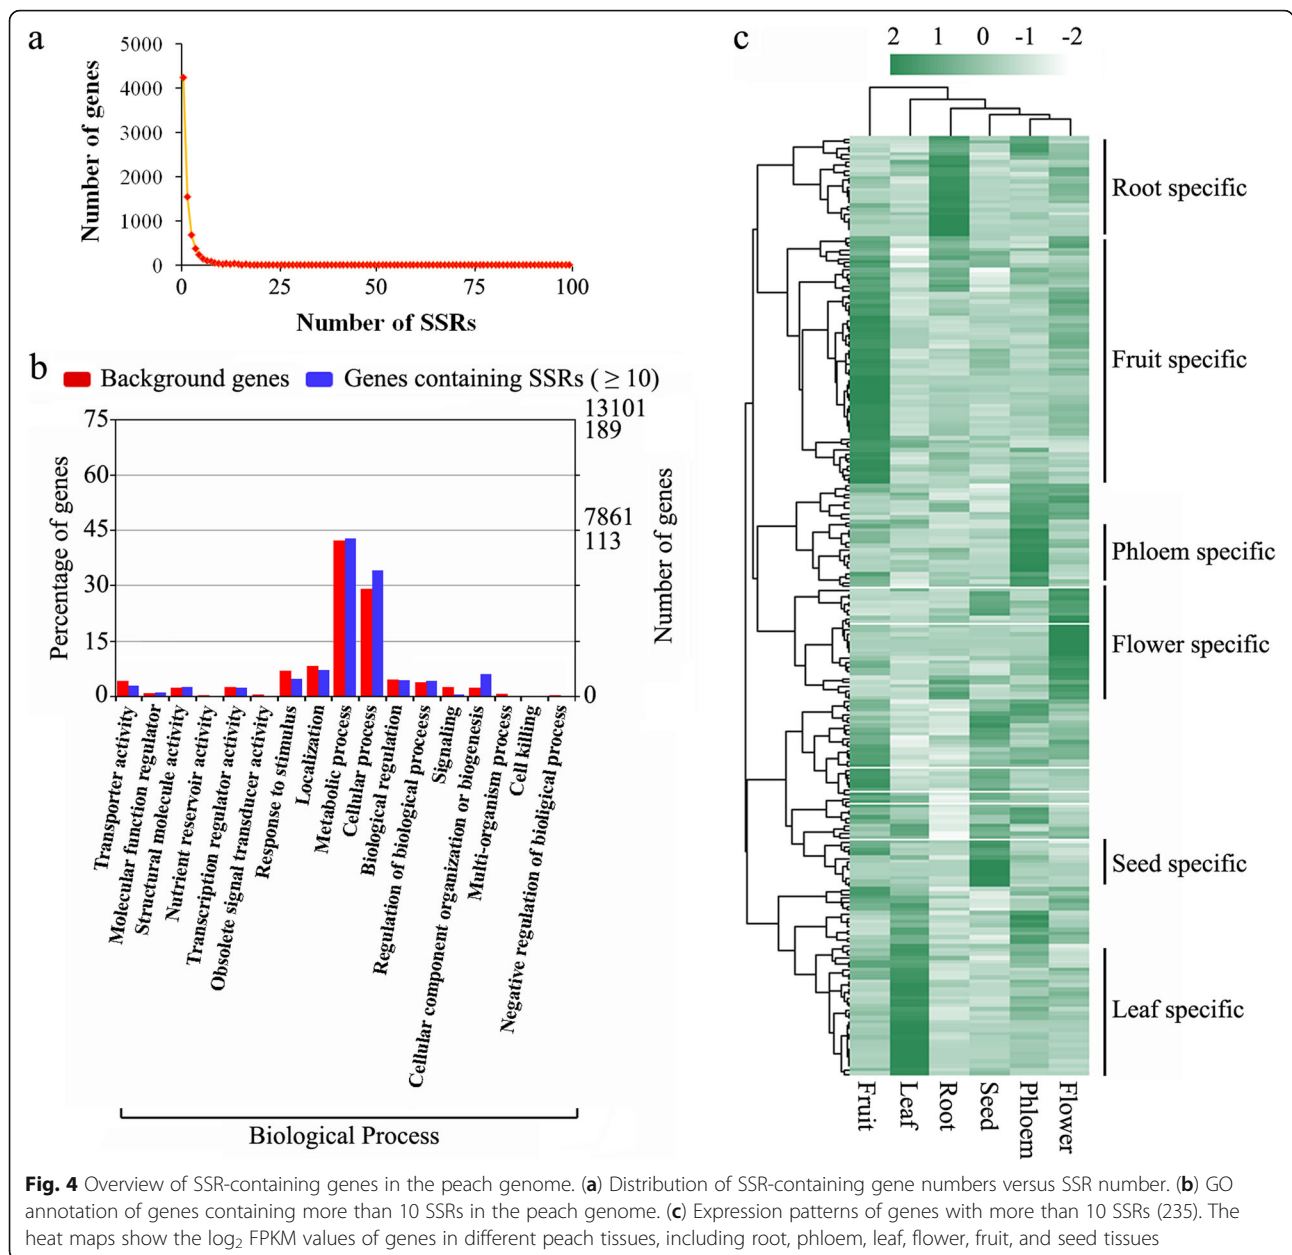 a
5000
4000
3000
2000
1000
0
0 25 50 75 100
Number of genes
Number of SSRs
b
Background genes
Genes containing SSRs ( ≥ 10)
75
60
45
30
15
0
Percentage of genes
13101
189
7861
113
0
Number of genes
Transporter activity
Molecular function regulator
Structural molecule activity
Nutrient reservoir activity
Transcription regulator activity
Obsolete signal transducer activity
Response to stimulus
Localization
Metabolic process
Cellular process
Biological regulation
Regulation of biological proceess
Signaling
Cellular component organization or biogenesis
Multi-organism process
Cell killing
Negative regulation of bioligical process
Biological Process
c
2 1 0 -1 -2
Root specific
Fruit specific
Phloem specific
Flower specific
Seed specific
Leaf specific
Fruit
Leaf
Root
Seed
Phloem
Flower
Fig. 4 Overview of SSR-containing genes in the peach genome. (a) Distribution of SSR-containing gene numbers versus SSR number. (b) GO
annotation of genes containing more than 10 SSRs in the peach genome. (c) Expression patterns of genes with more than 10 SSRs (235). The
heat maps show the log2 FPKM values of genes in different peach tissues, including root, phloem, leaf, flower, fruit, and seed tissues